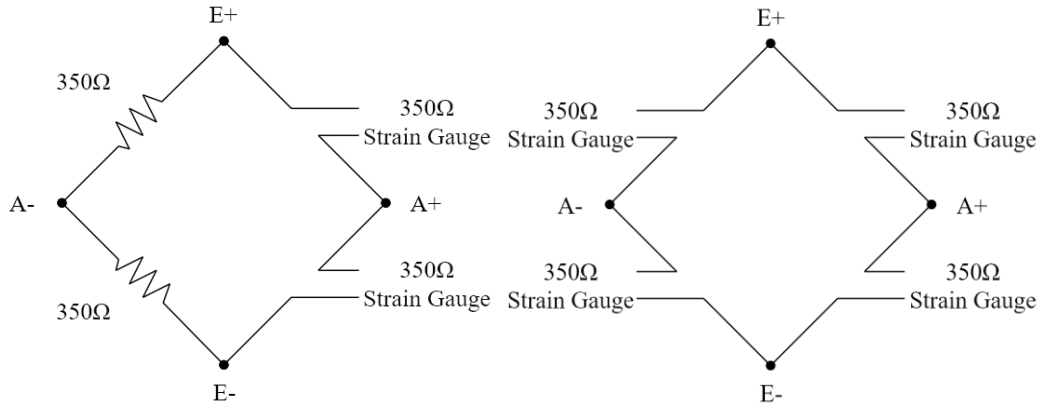 E+
350Ω
350Ω
Strain Gauge
A-
A+
350Ω
Strain Gauge
350Ω
E-
E+
350Ω
Strain Gauge
350Ω
Strain Gauge
A-
A+
350Ω
Strain Gauge
350Ω
Strain Gauge
E-